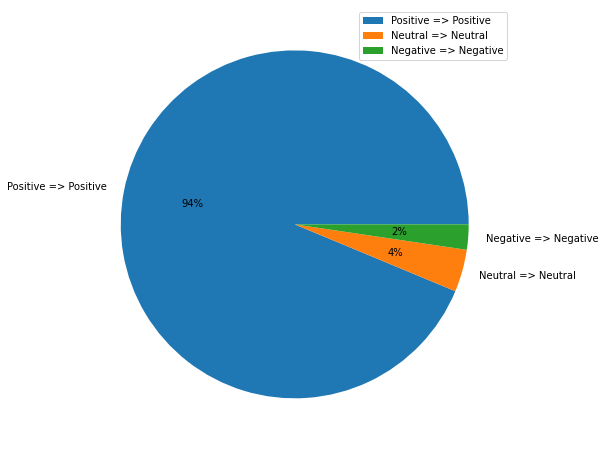 Positive => Positive
Neutral => Neutral
Negative => Negative
Positive => Positive
94%
2%
Negative => Negative
4%
Neutral => Neutral